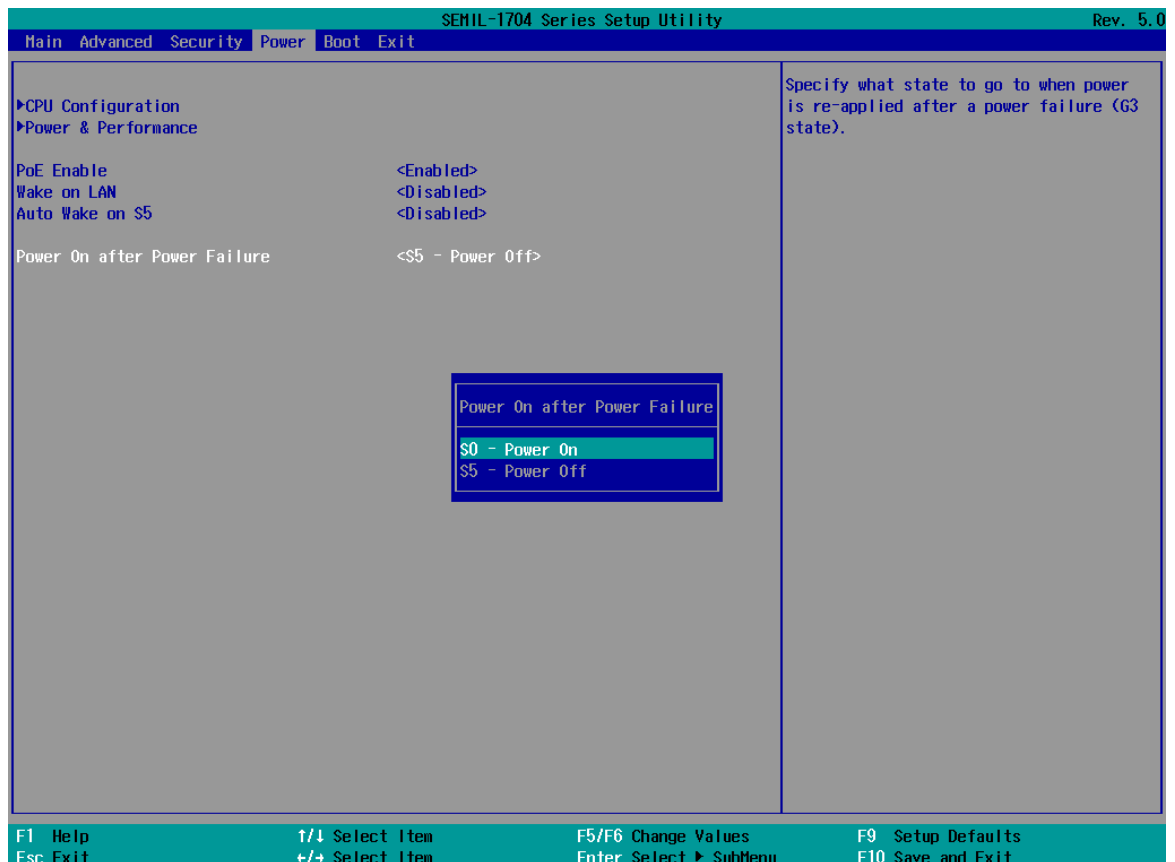 SEMIL-1704 Series Setup Utility Rev. 5.0
Main Advanced Security Power Boot Exit
▶CPU Configuration
▶Power & Performance
PoE Enable <Enabled>
Wake on LAN <Disabled>
Auto Wake on S5 <Disabled>
Power On after Power Failure <S5 - Power Off>
Specify what state to go to when power
is re-applied after a power failure (G3
state).
Power On after Power Failure
S0 - Power On
S5 - Power Off
F1 Help ↑/↓ Select Item F5/F6 Change Values F9 Setup Defaults
Esc Exit ←/→ Select Item Enter Select ▶ SubMenu F10 Save and Exit